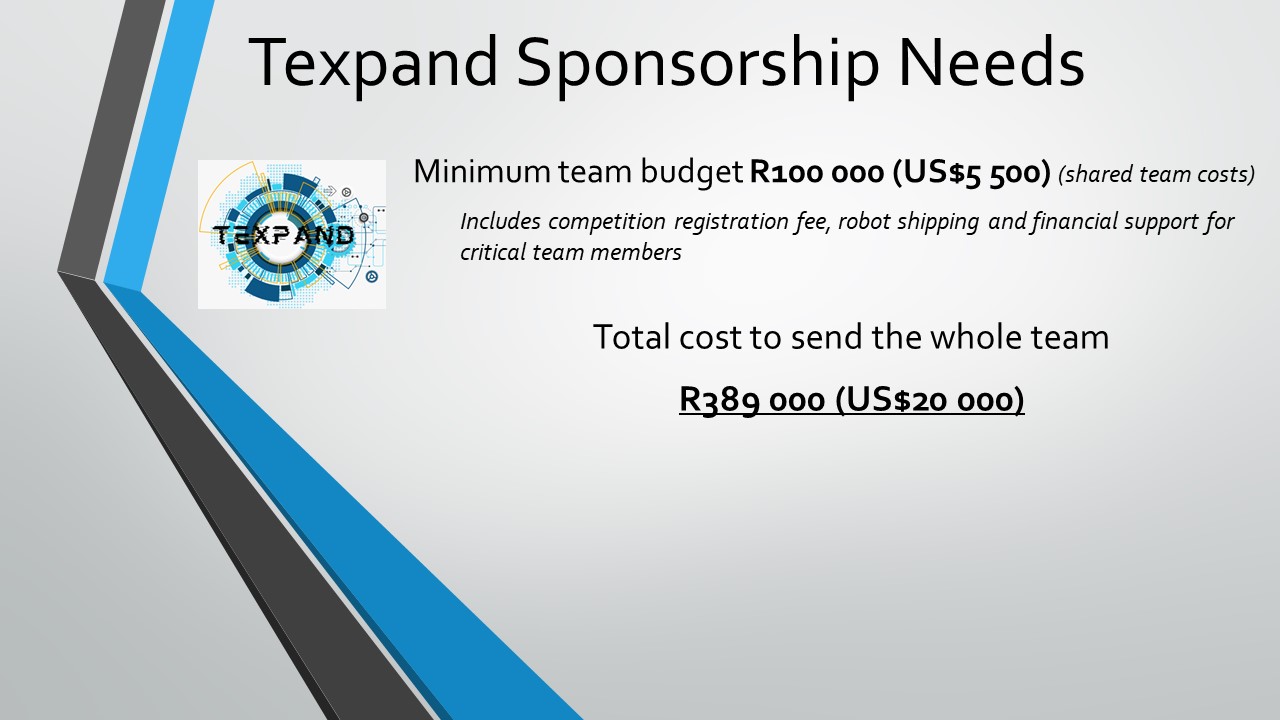 Texpand Sponsorship Needs
TEXPAND
Minimum team budget R100 000 (US$5 500) (shared team costs)
Includes competition registration fee, robot shipping and financial support for
critical team members
Total cost to send the whole team
R389 000 (US$20 000)